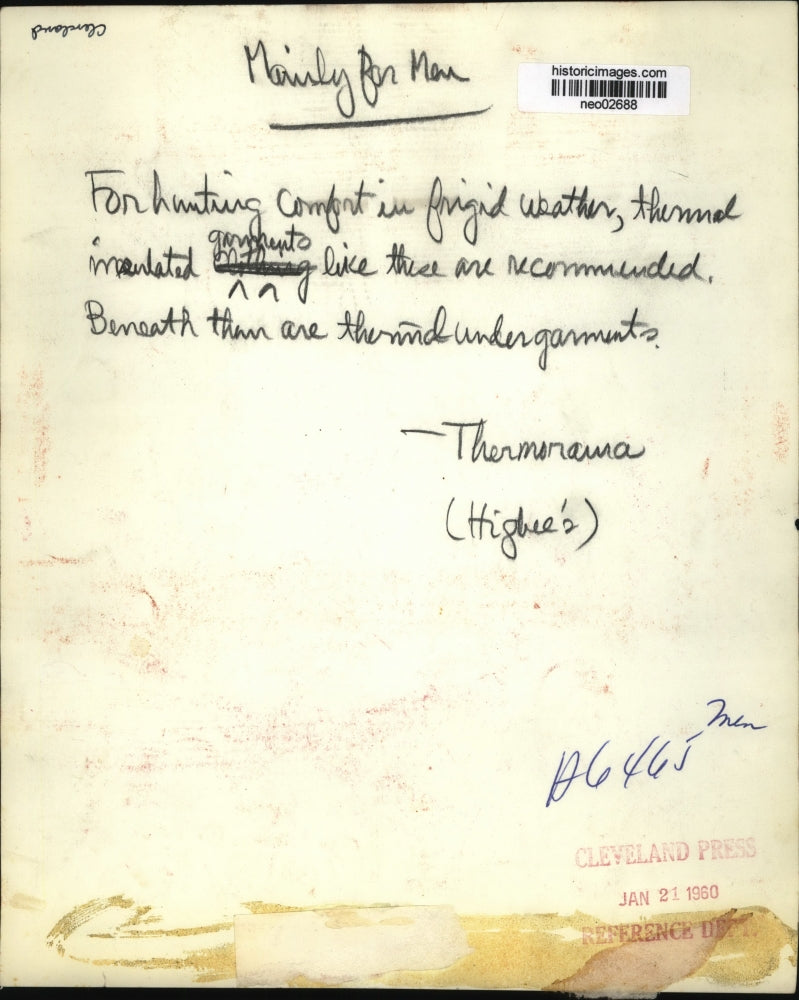 Cleveland
Mainly for Men
historicimages.com
neo02688
For hunting comfort in frigid weather, thermal
garments
insulated clothing like these are recommended.
Beneath them are thermal undergarments.
— Thermorama
(Higbee's)
Men
A6465
CLEVELAND PRESS
JAN 21 1960
REFERENCE DEPT.